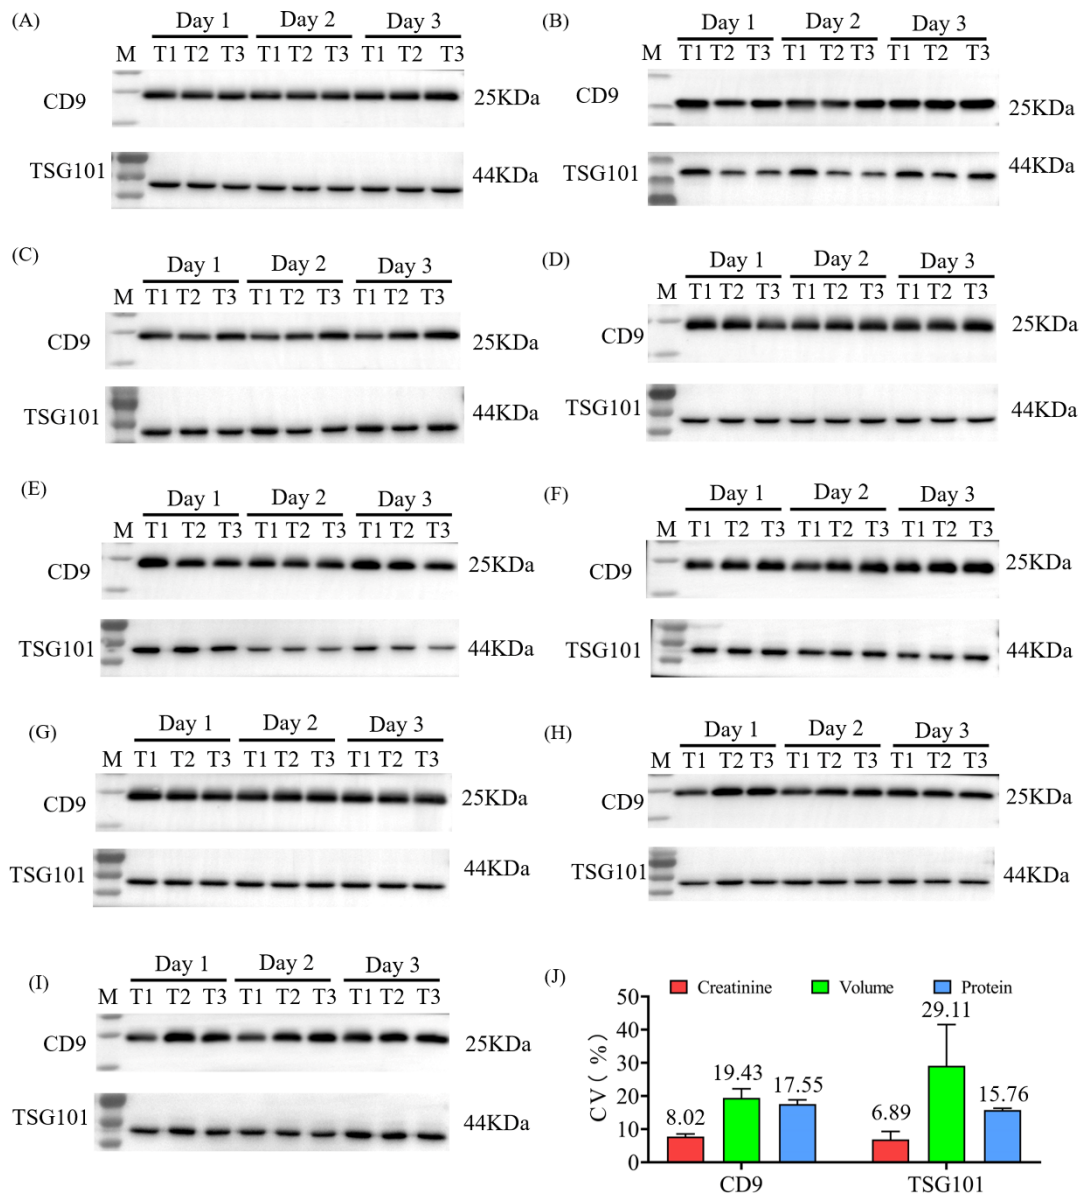 (A)
Day 1 Day 2 Day 3
M T1 T2 T3 T1 T2 T3 T1 T2 T3
CD9 25KDa
TSG101 44KDa
(B)
Day 1 Day 2 Day 3
M T1 T2 T3 T1 T2 T3 T1 T2 T3
CD9 25KDa
TSG101 44KDa
(C)
Day 1 Day 2 Day 3
M T1 T2 T3 T1 T2 T3 T1 T2 T3
CD9 25KDa
TSG101 44KDa
(D)
Day 1 Day 2 Day 3
M T1 T2 T3 T1 T2 T3 T1 T2 T3
CD9 25KDa
TSG101 44KDa
(E)
Day 1 Day 2 Day 3
M T1 T2 T3 T1 T2 T3 T1 T2 T3
CD9 25KDa
TSG101 44KDa
(F)
Day 1 Day 2 Day 3
M T1 T2 T3 T1 T2 T3 T1 T2 T3
CD9 25KDa
TSG101 44KDa
(G)
Day 1 Day 2 Day 3
M T1 T2 T3 T1 T2 T3 T1 T2 T3
CD9 25KDa
TSG101 44KDa
(H)
Day 1 Day 2 Day 3
M T1 T2 T3 T1 T2 T3 T1 T2 T3
CD9 25KDa
TSG101 44KDa
(I)
Day 1 Day 2 Day 3
M T1 T2 T3 T1 T2 T3 T1 T2 T3
CD9 25KDa
TSG101 44KDa
(J)
Creatinine Volume Protein
CV ( % )
50
40
30
20
10
0
8.02 19.43 17.55 6.89 29.11 15.76
CD9 TSG101